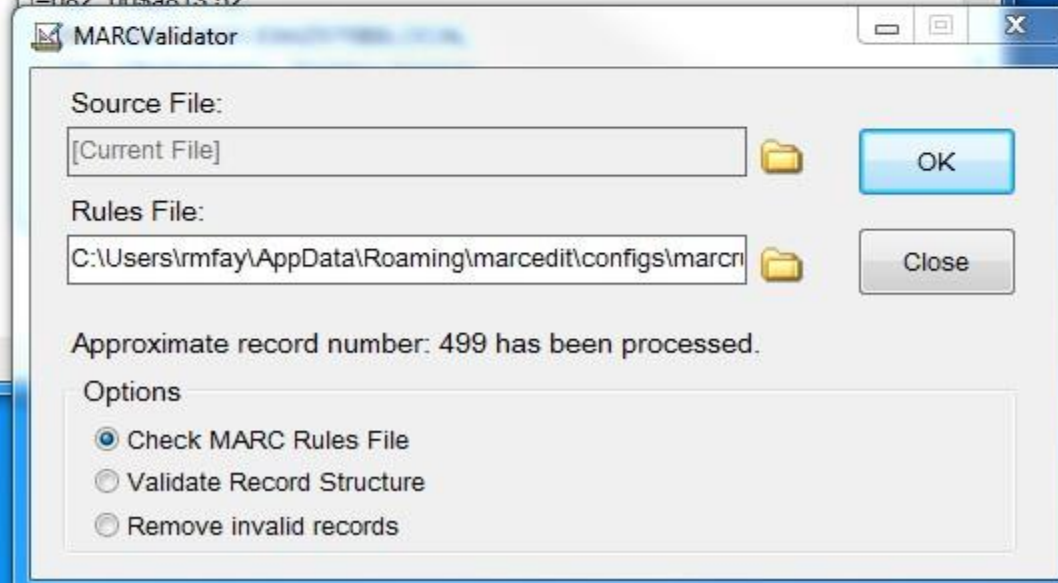 MARCValidator
Source File:
[Current File]
OK
Rules File:
C:\Users\rmfay\AppData\Roaming\marcedit\configs\marcru
Close
Approximate record number: 499 has been processed.
Options
Check MARC Rules File
Validate Record Structure
Remove invalid records